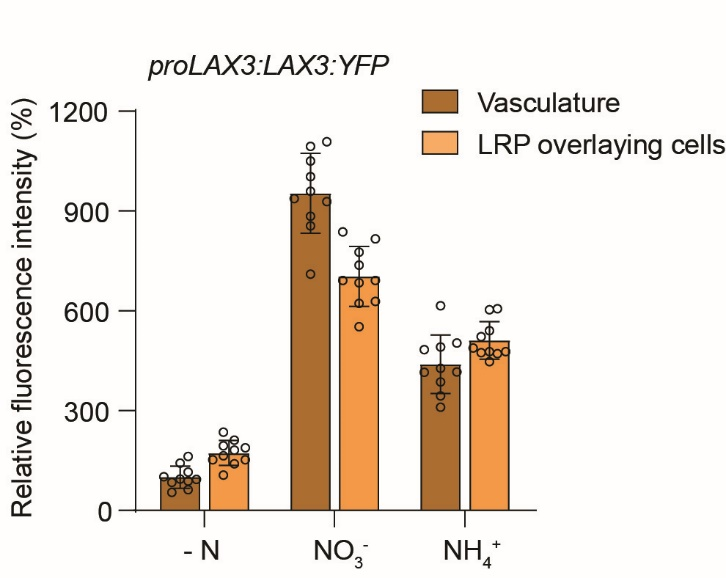 proLAX3:LAX3:YFP
Vasculature
LRP overlaying cells
Relative fluorescence intensity (%)
1200
900
600
300
0
- N
NO₃⁻
NH₄⁺